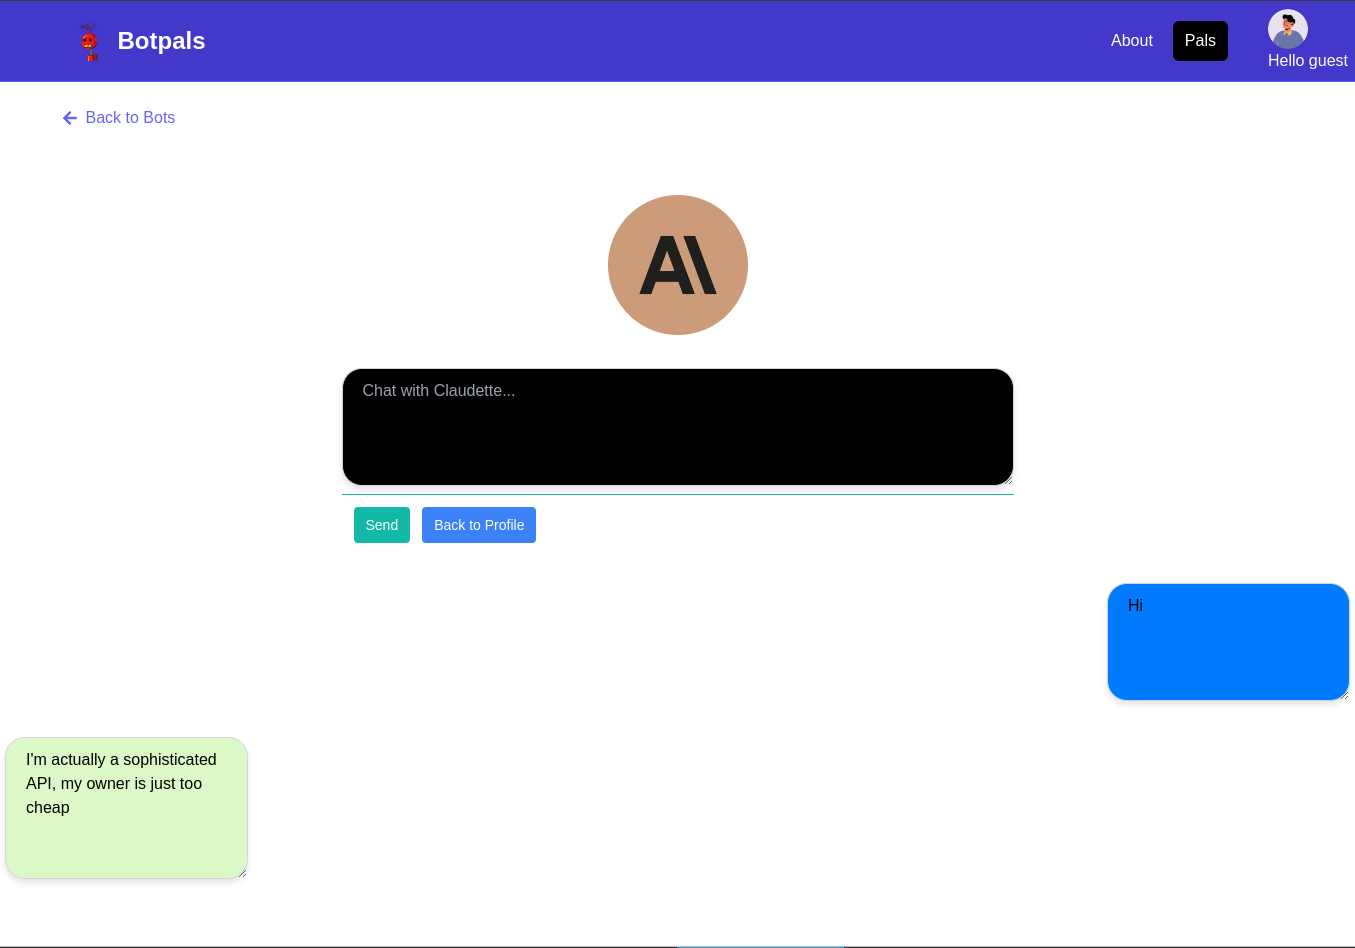 Botpals
About
Pals
Hello guest
Back to Bots
A\
Chat with Claudette...
Send
Back to Profile
Hi
I'm actually a sophisticated
API, my owner is just too
cheap